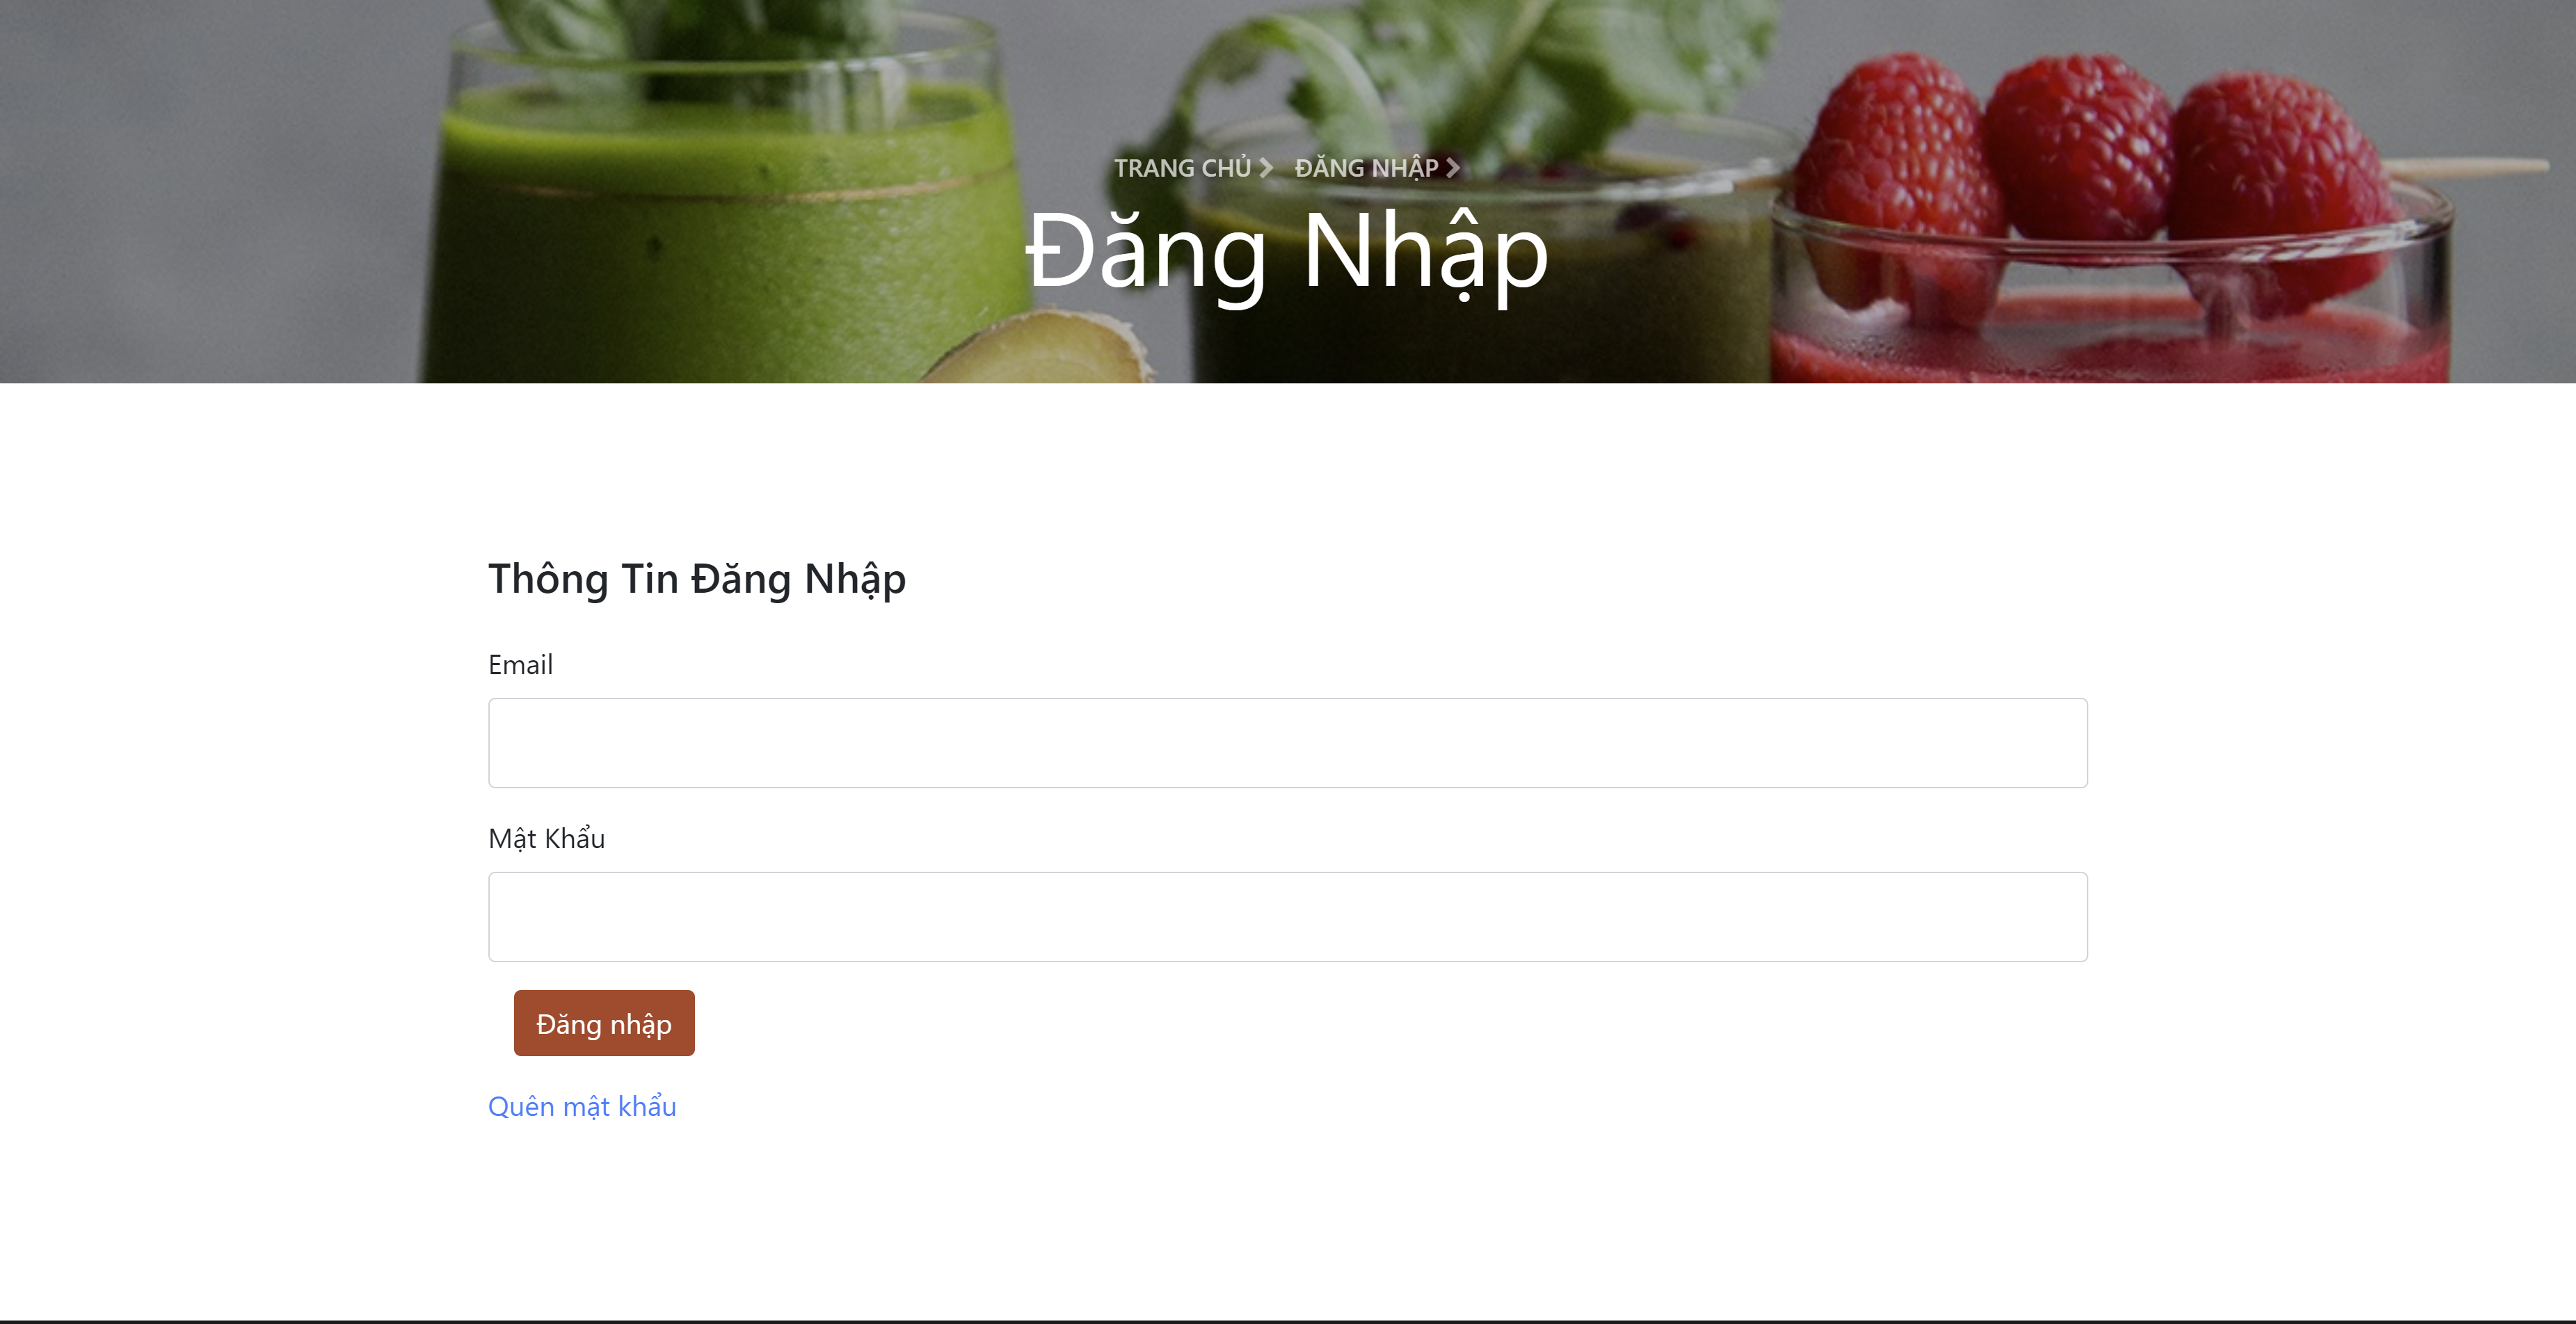 TRANG CHỦ ĐĂNG NHẬP
Đăng Nhập
Thông Tin Đăng Nhập
Email
Mật Khẩu
Đăng nhập
Quên mật khẩu